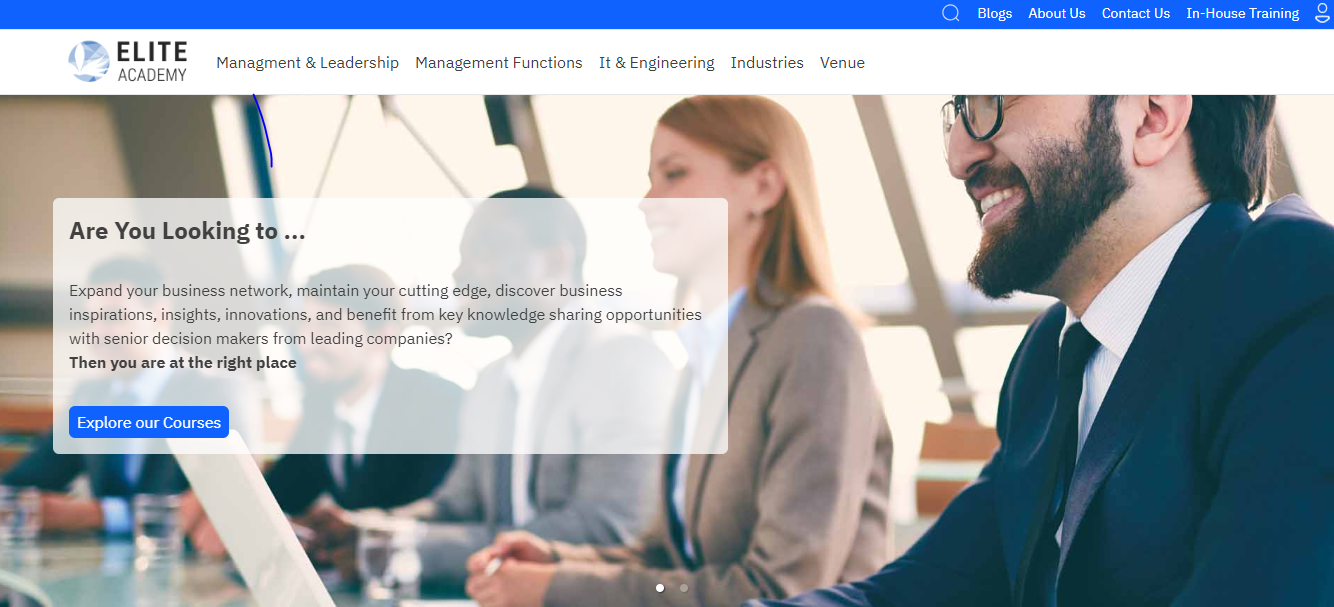 Blogs About Us Contact Us In-House Training
ELITE
ACADEMY
Managment & Leadership Management Functions It & Engineering Industries Venue
Are You Looking to ...
Expand your business network, maintain your cutting edge, discover business
inspirations, insights, innovations, and benefit from key knowledge sharing opportunities
with senior decision makers from leading companies?
Then you are at the right place
Explore our Courses